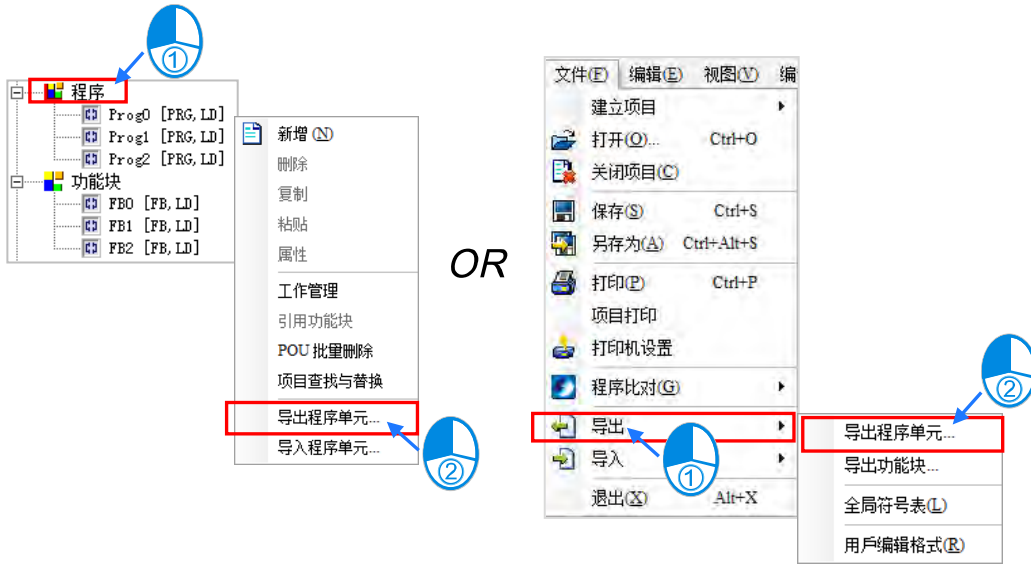 ①
程序
Prog0 [PRG, LD]
Prog1 [PRG, LD]
Prog2 [PRG, LD]
功能块
FB0 [FB, LD]
FB1 [FB, LD]
FB2 [FB, LD]
新增(N)
删除
复制
粘贴
属性
工作管理
引用功能块
POU 批量删除
项目查找与替换
导出程序单元...
导入程序单元...
②
OR
文件(F) 编辑(E) 视图(V) 编
建立项目
打开(O)... Ctrl+O
关闭项目(C)
保存(S) Ctrl+S
另存为(A) Ctrl+Alt+S
打印(P) Ctrl+P
项目打印
打印机设置
程序比对(G)
导出
导入
①
退出(X) Alt+X
②
导出程序单元...
导出功能块...
全局符号表(L)
用戶编辑格式(R)